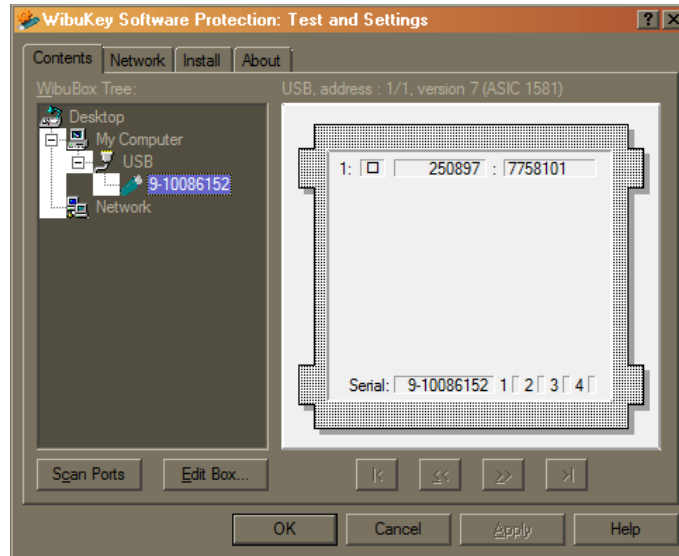 WibuKey Software Protection: Test and Settings
Contents Network Install About
WibuBox Tree:
USB, address : 1/1, version 7 (ASIC 1581)
Desktop
My Computer
USB
9-10086152
Network
1: 250897 : 7758101
Serial: 9-10086152 1 2 3 4
Scan Ports Edit Box... |< << >> >|
OK Cancel Apply Help